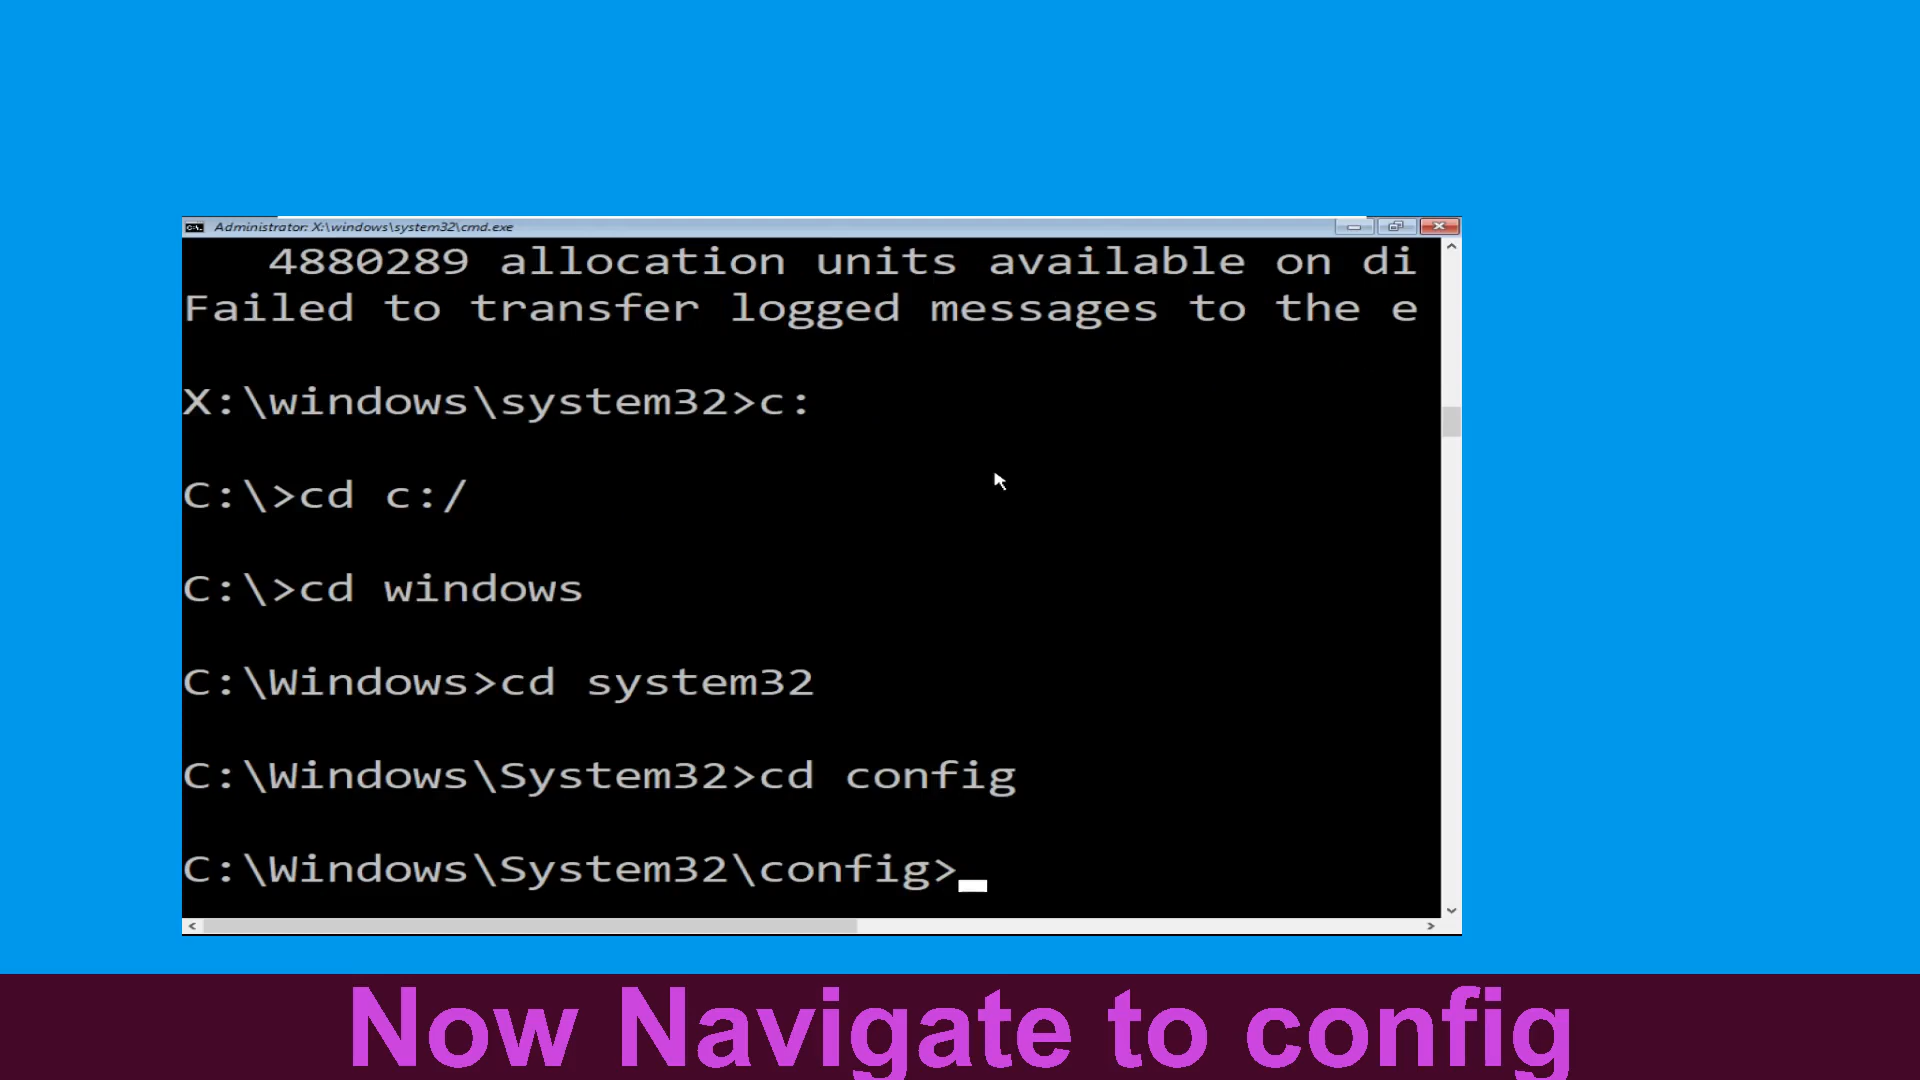 Administrator: X:\windows\system32\cmd.exe
4880289 allocation units available on di
Failed to transfer logged messages to the e
X:\windows\system32>c:
C:\>cd c:/
C:\>cd windows
C:\Windows>cd system32
C:\Windows\System32>cd config
C:\Windows\System32\config>
Now Navigate to config